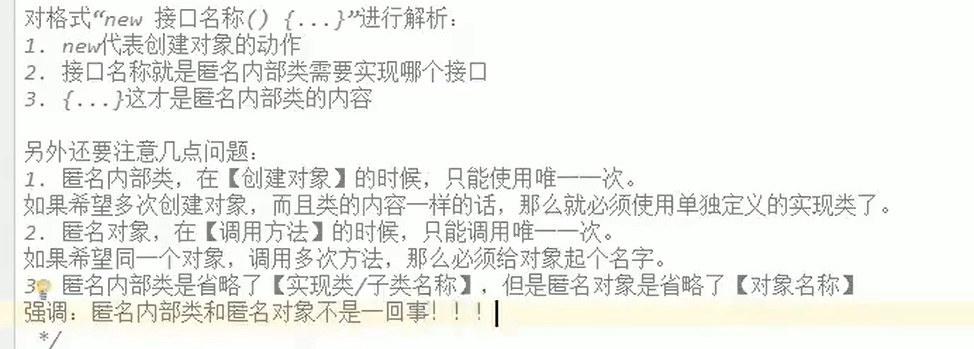 对格式“new 接口名称() {...}”进行解析：
1. new代表创建对象的动作
2. 接口名称就是匿名内部类需要实现哪个接口
3. {...}这才是匿名内部类的内容
另外还要注意几点问题：
1. 匿名内部类，在【创建对象】的时候，只能使用唯一一次。
如果希望多次创建对象，而且类的内容一样的话，那么就必须使用单独定义的实现类了。
2. 匿名对象，在【调用方法】的时候，只能调用唯一一次。
如果希望同一个对象，调用多次方法，那么必须给对象起个名字。
3. 匿名内部类是省略了【实现类/子类名称】，但是匿名对象是省略了【对象名称】
强调：匿名内部类和匿名对象不是一回事！！！
*/